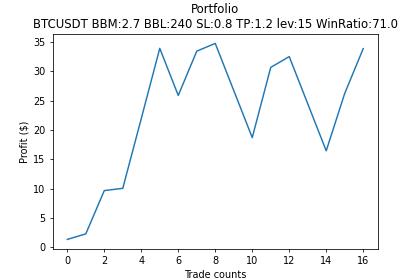 Portfolio
BTCUSDT BBM:2.7 BBL:240 SL:0.8 TP:1.2 lev:15 WinRatio:71.0
35
30
25
20
15
10
5
0
Profit ($)
0 2 4 6 8 10 12 14 16
Trade counts